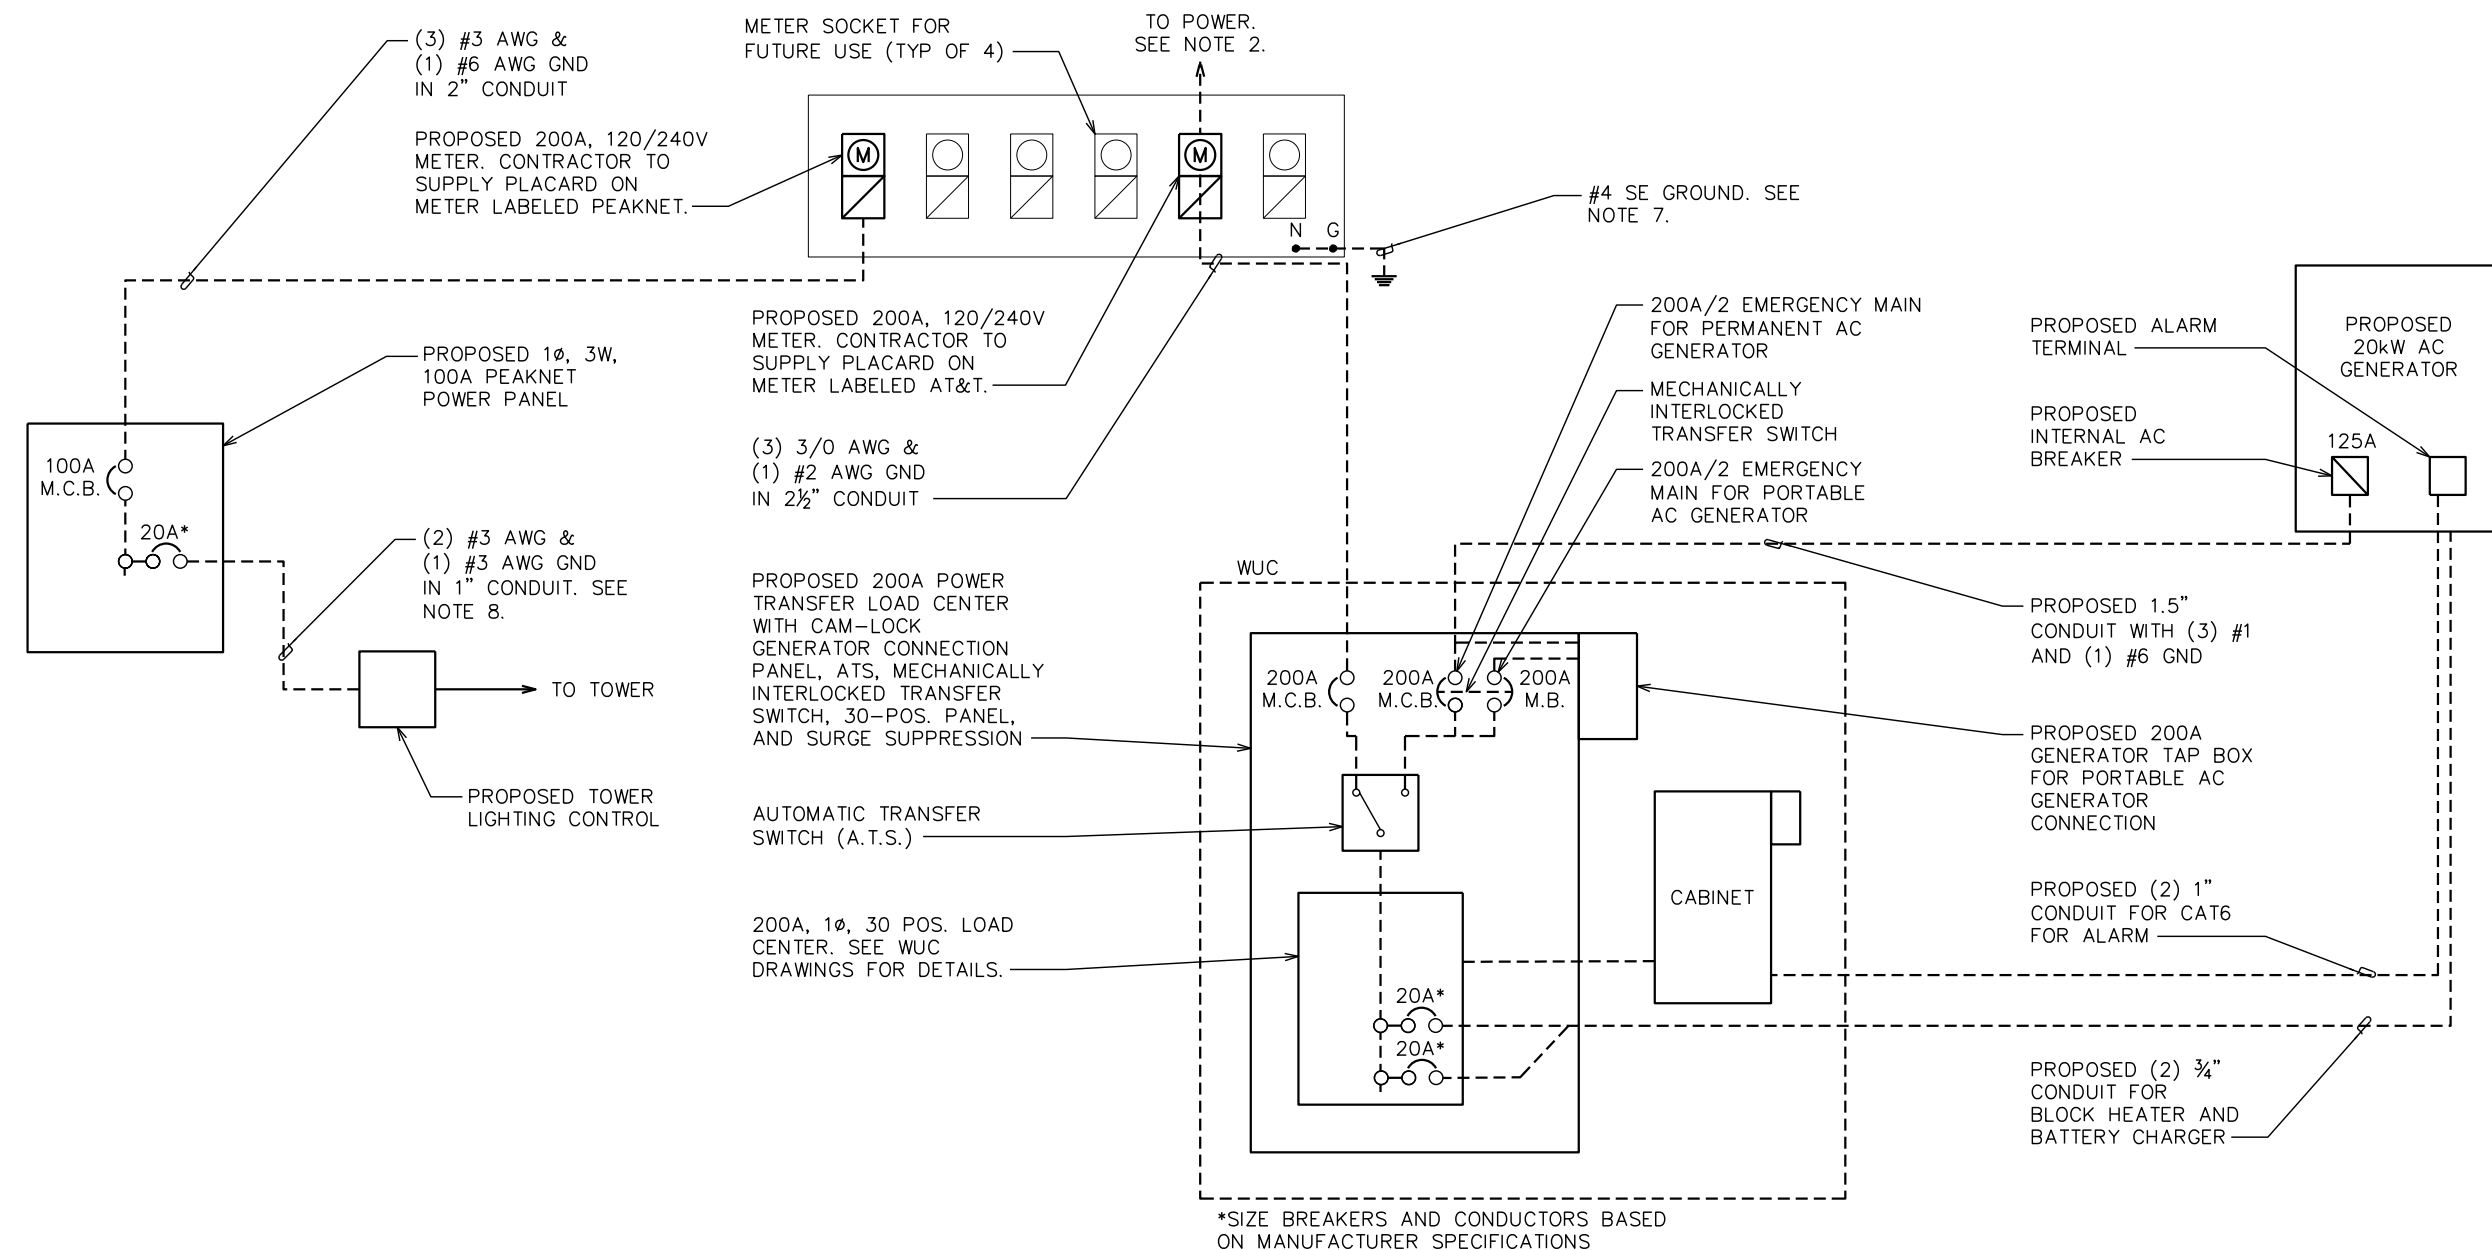 (3) #3 AWG &
(1) #6 AWG GND
IN 2" CONDUIT
METER SOCKET FOR
FUTURE USE (TYP OF 4)
TO POWER.
SEE NOTE 2.
PROPOSED 200A, 120/240V
METER. CONTRACTOR TO
SUPPLY PLACARD ON
METER LABELED PEAKNET.
M
M
N G
#4 SE GROUND. SEE
NOTE 7.
PROPOSED 200A, 120/240V
METER. CONTRACTOR TO
SUPPLY PLACARD ON
METER LABELED AT&T.
(3) 3/0 AWG &
(1) #2 AWG GND
IN 2½" CONDUIT
PROPOSED 1ø, 3W,
100A PEAKNET
POWER PANEL
100A
M.C.B.
20A*
(2) #3 AWG &
(1) #3 AWG GND
IN 1" CONDUIT. SEE
NOTE 8.
TO TOWER
PROPOSED TOWER
LIGHTING CONTROL
PROPOSED 200A POWER
TRANSFER LOAD CENTER
WITH CAM-LOCK
GENERATOR CONNECTION
PANEL, ATS, MECHANICALLY
INTERLOCKED TRANSFER
SWITCH, 30-POS. PANEL,
AND SURGE SUPPRESSION
AUTOMATIC TRANSFER
SWITCH (A.T.S.)
200A, 1ø, 30 POS. LOAD
CENTER. SEE WUC
DRAWINGS FOR DETAILS.
200A/2 EMERGENCY MAIN
FOR PERMANENT AC
GENERATOR
MECHANICALLY
INTERLOCKED
TRANSFER SWITCH
200A/2 EMERGENCY
MAIN FOR PORTABLE
AC GENERATOR
WUC
200A
M.C.B.
200A
M.C.B.
200A
M.B.
CABINET
20A*
20A*
PROPOSED ALARM
TERMINAL
PROPOSED
INTERNAL AC
BREAKER
PROPOSED
20kW AC
GENERATOR
125A
PROPOSED 1.5"
CONDUIT WITH (3) #1
AND (1) #6 GND
PROPOSED 200A
GENERATOR TAP BOX
FOR PORTABLE AC
GENERATOR
CONNECTION
PROPOSED (2) 1"
CONDUIT FOR CAT6
FOR ALARM
PROPOSED (2) ¾"
CONDUIT FOR
BLOCK HEATER AND
BATTERY CHARGER
*SIZE BREAKERS AND CONDUCTORS BASED
ON MANUFACTURER SPECIFICATIONS